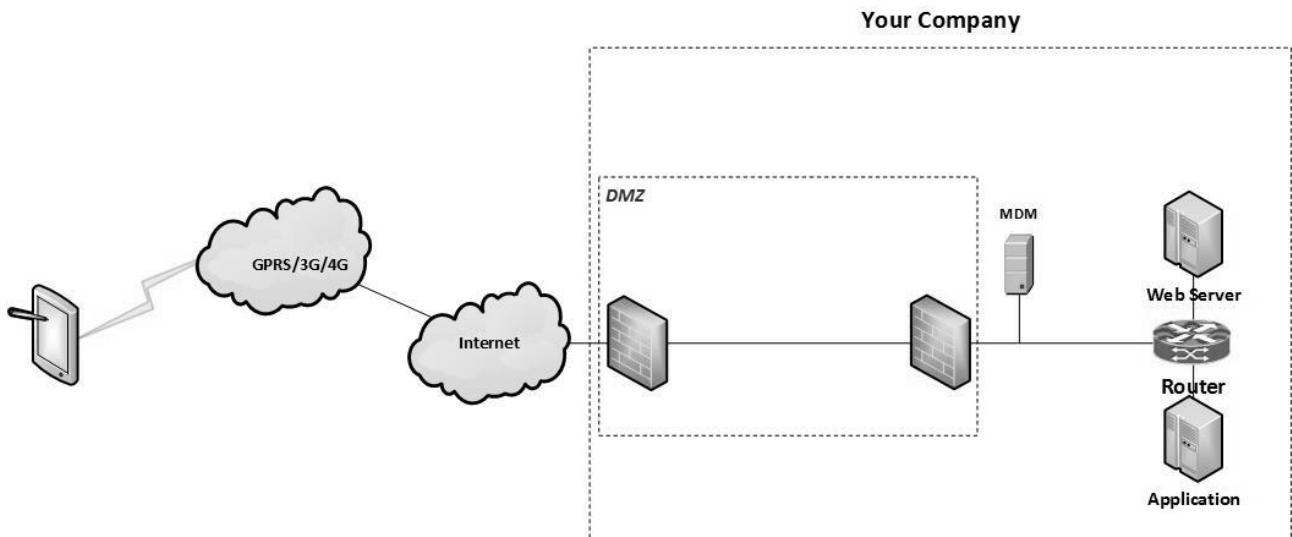 Your Company
DMZ
MDM
GPRS/3G/4G
Web Server
Internet
Router
Application